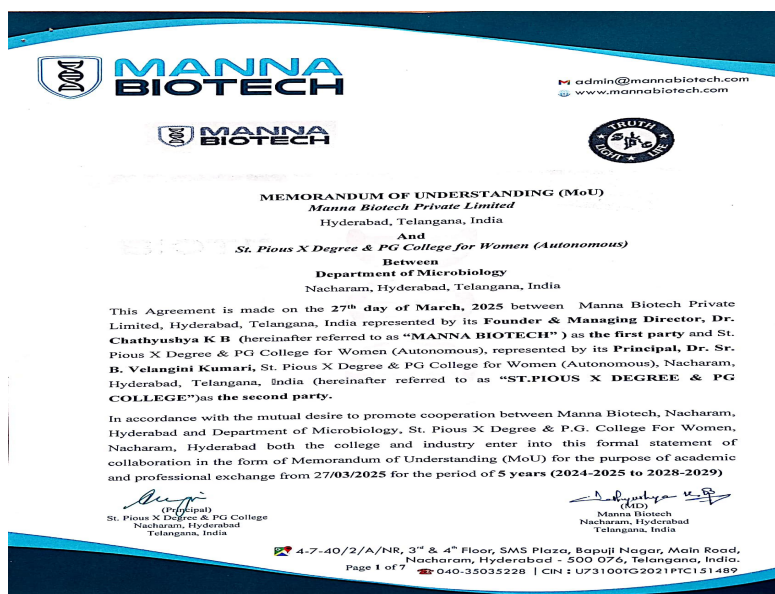 MANNA
BIOTECH
admin@mannabiotech.com
www.mannabiotech.com
MANNA
BIOTECH
TRUTH
LIGHT
LIFE
MEMORANDUM OF UNDERSTANDING (MoU)
Manna Biotech Private Limited
Hyderabad, Telangana, India
And
St. Pious X Degree & PG College for Women (Autonomous)
Between
Department of Microbiology
Nacharam, Hyderabad, Telangana, India
This Agreement is made on the 27th day of March, 2025 between Manna Biotech Private
Limited, Hyderabad, Telangana, India represented by its Founder & Managing Director, Dr.
Chathyushya K B (hereinafter referred to as “MANNA BIOTECH” ) as the first party and St.
Pious X Degree & PG College for Women (Autonomous), represented by its Principal, Dr. Sr.
B. Velangini Kumari, St. Pious X Degree & PG College for Women (Autonomous), Nacharam,
Hyderabad, Telangana, India (hereinafter referred to as “ST.PIOUS X DEGREE & PG
COLLEGE”)as the second party.
In accordance with the mutual desire to promote cooperation between Manna Biotech, Nacharam,
Hyderabad and Department of Microbiology, St. Pious X Degree & P.G. College For Women,
Nacharam, Hyderabad both the college and industry enter into this formal statement of
collaboration in the form of Memorandum of Understanding (MoU) for the purpose of academic
and professional exchange from 27/03/2025 for the period of 5 years (2024-2025 to 2028-2029)
(Principal)
St. Pious X Degree & PG College
Nacharam, Hyderabad
Telangana, India
(MD)
Manna Biotech
Nacharam, Hyderabad
Telangana, India
4-7-40/2/A/NR, 3rd & 4th Floor, SMS Plaza, Bapuji Nagar, Main Road,
Nacharam, Hyderabad - 500 076, Telangana, India.
Page 1 of 7
040-35035228 | CIN : U73100TG2021PTC151489